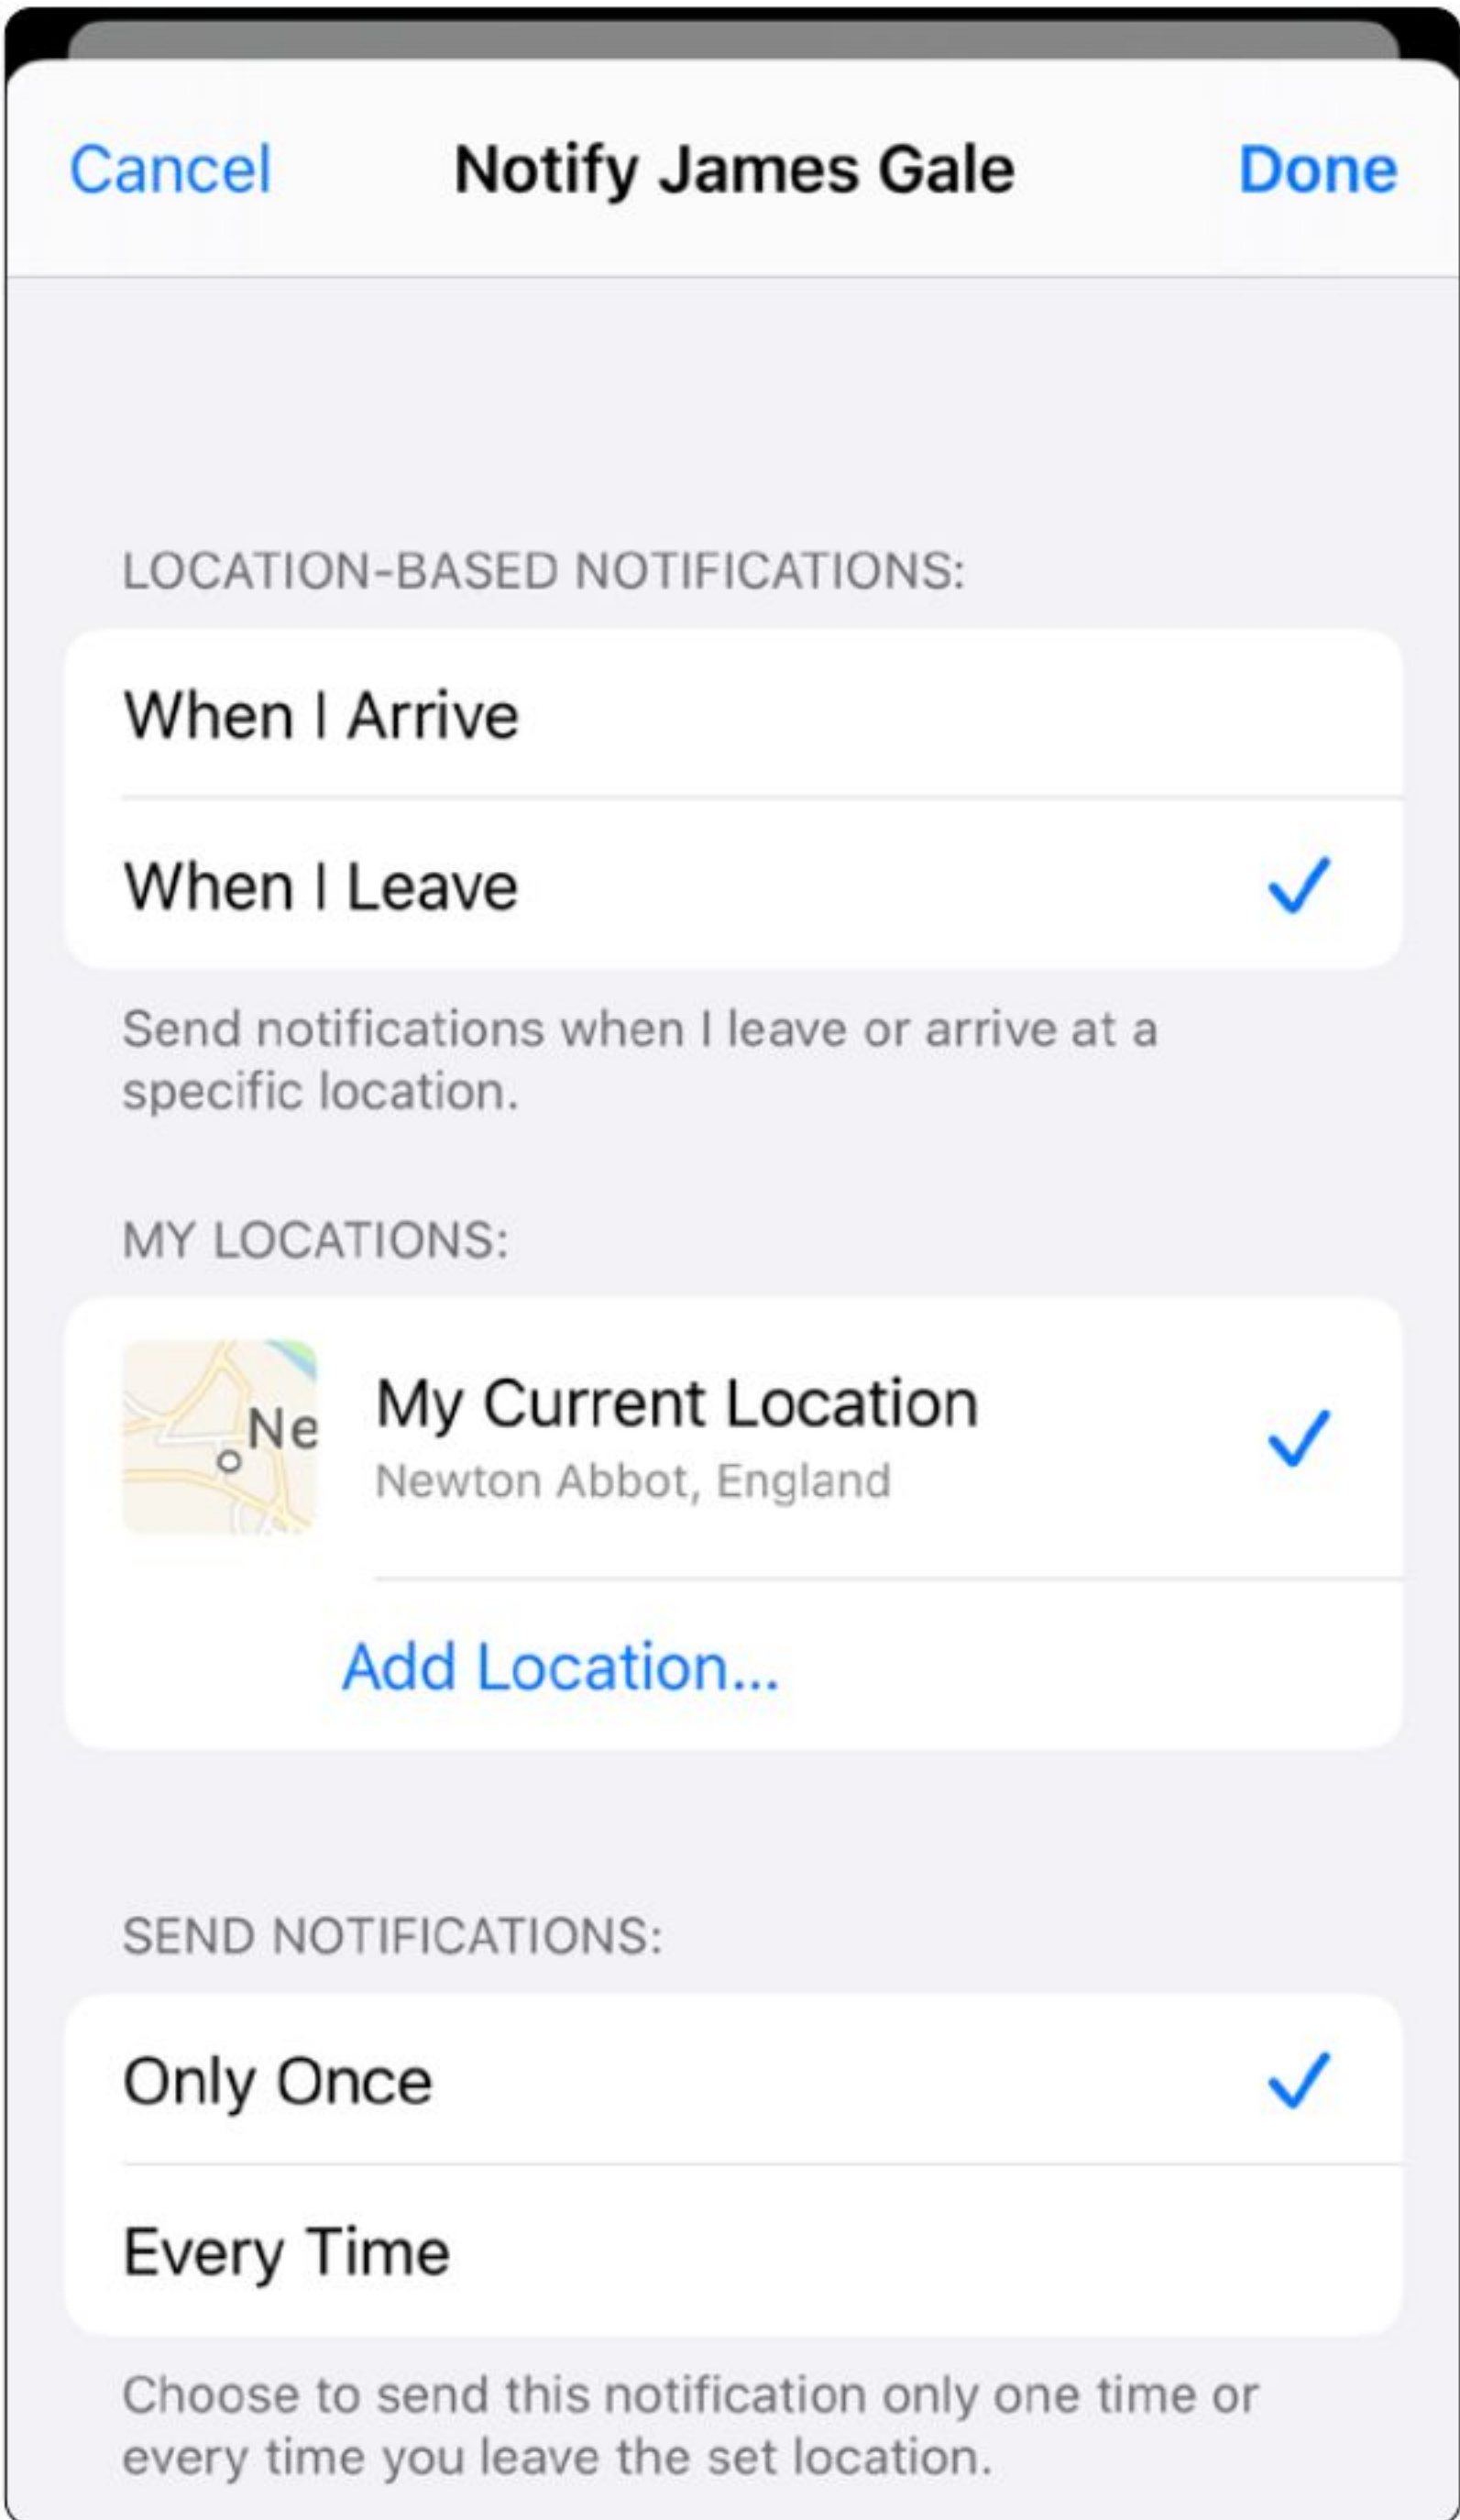 Cancel Notify James Gale Done
LOCATION-BASED NOTIFICATIONS:
When I Arrive
When I Leave
Send notifications when I leave or arrive at a
specific location.
MY LOCATIONS:
Ne
My Current Location
Newton Abbot, England
Add Location...
SEND NOTIFICATIONS:
Only Once
Every Time
Choose to send this notification only one time or
every time you leave the set location.